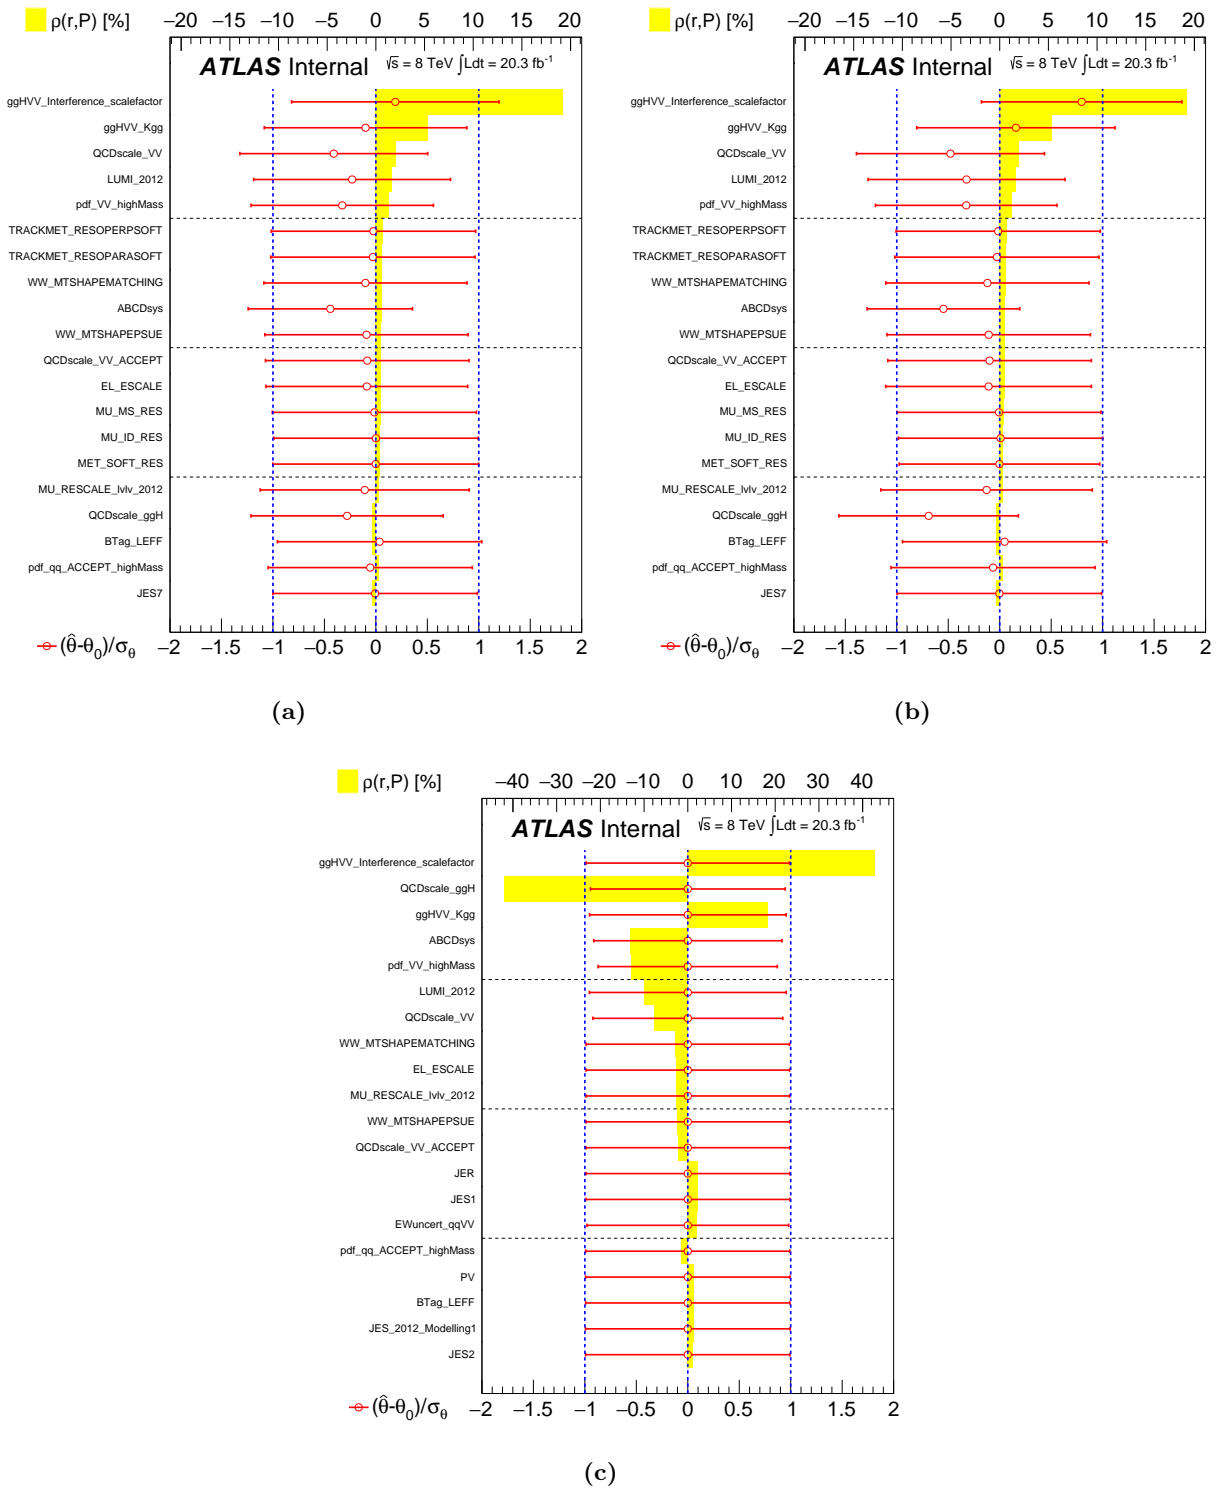 ρ(r,P) [%]
−20 −15 −10 −5 0 5 10 15 20
ATLAS Internal √s = 8 TeV ∫Ldt = 20.3 fb⁻¹
ggHVV_Interference_scalefactor
ggHVV_Kgg
QCDscale_VV
LUMI_2012
pdf_VV_highMass
TRACKMET_RESOPERPSOFT
TRACKMET_RESOPARASOFT
WW_MTSHAPEMATCHING
ABCDsys
WW_MTSHAPEPSUE
QCDscale_VV_ACCEPT
EL_ESCALE
MU_MS_RES
MU_ID_RES
MET_SOFT_RES
MU_RESCALE_lvlv_2012
QCDscale_ggH
BTag_LEFF
pdf_qq_ACCEPT_highMass
JES7
(θ̂-θ₀)/σ_θ
−2 −1.5 −1 −0.5 0 0.5 1 1.5 2
(a)
ρ(r,P) [%]
−20 −15 −10 −5 0 5 10 15 20
ATLAS Internal √s = 8 TeV ∫Ldt = 20.3 fb⁻¹
ggHVV_Interference_scalefactor
ggHVV_Kgg
QCDscale_VV
LUMI_2012
pdf_VV_highMass
TRACKMET_RESOPERPSOFT
TRACKMET_RESOPARASOFT
WW_MTSHAPEMATCHING
ABCDsys
WW_MTSHAPEPSUE
QCDscale_VV_ACCEPT
EL_ESCALE
MU_MS_RES
MU_ID_RES
MET_SOFT_RES
MU_RESCALE_lvlv_2012
QCDscale_ggH
BTag_LEFF
pdf_qq_ACCEPT_highMass
JES7
(θ̂-θ₀)/σ_θ
−2 −1.5 −1 −0.5 0 0.5 1 1.5 2
(b)
ρ(r,P) [%]
−40 −30 −20 −10 0 10 20 30 40
ATLAS Internal √s = 8 TeV ∫Ldt = 20.3 fb⁻¹
ggHVV_Interference_scalefactor
QCDscale_ggH
ggHVV_Kgg
ABCDsys
pdf_VV_highMass
LUMI_2012
QCDscale_VV
WW_MTSHAPEMATCHING
EL_ESCALE
MU_RESCALE_lvlv_2012
WW_MTSHAPEPSUE
QCDscale_VV_ACCEPT
JER
JES1
EWuncert_qqVV
pdf_qq_ACCEPT_highMass
PV
BTag_LEFF
JES_2012_Modelling1
JES2
(θ̂-θ₀)/σ_θ
−2 −1.5 −1 −0.5 0 0.5 1 1.5 2
(c)